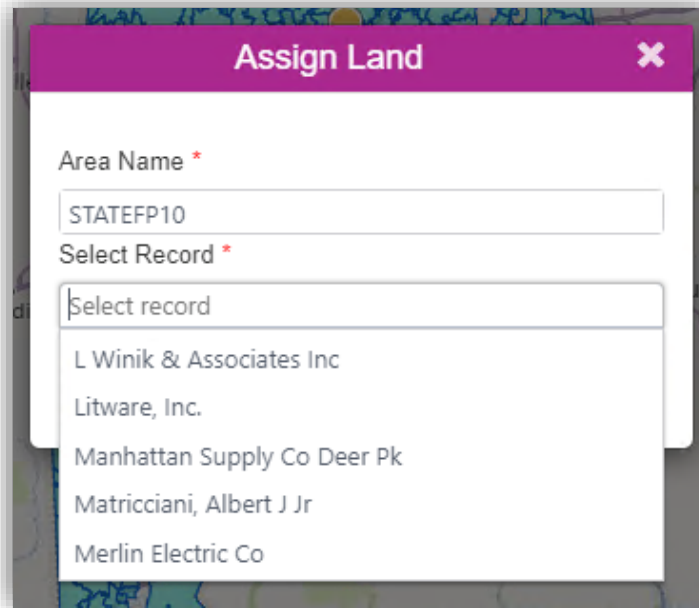 Assign Land
Area Name *
STATEFP10
Select Record *
Select record
L Winik & Associates Inc
Litware, Inc.
Manhattan Supply Co Deer Pk
Matricciani, Albert J Jr
Merlin Electric Co